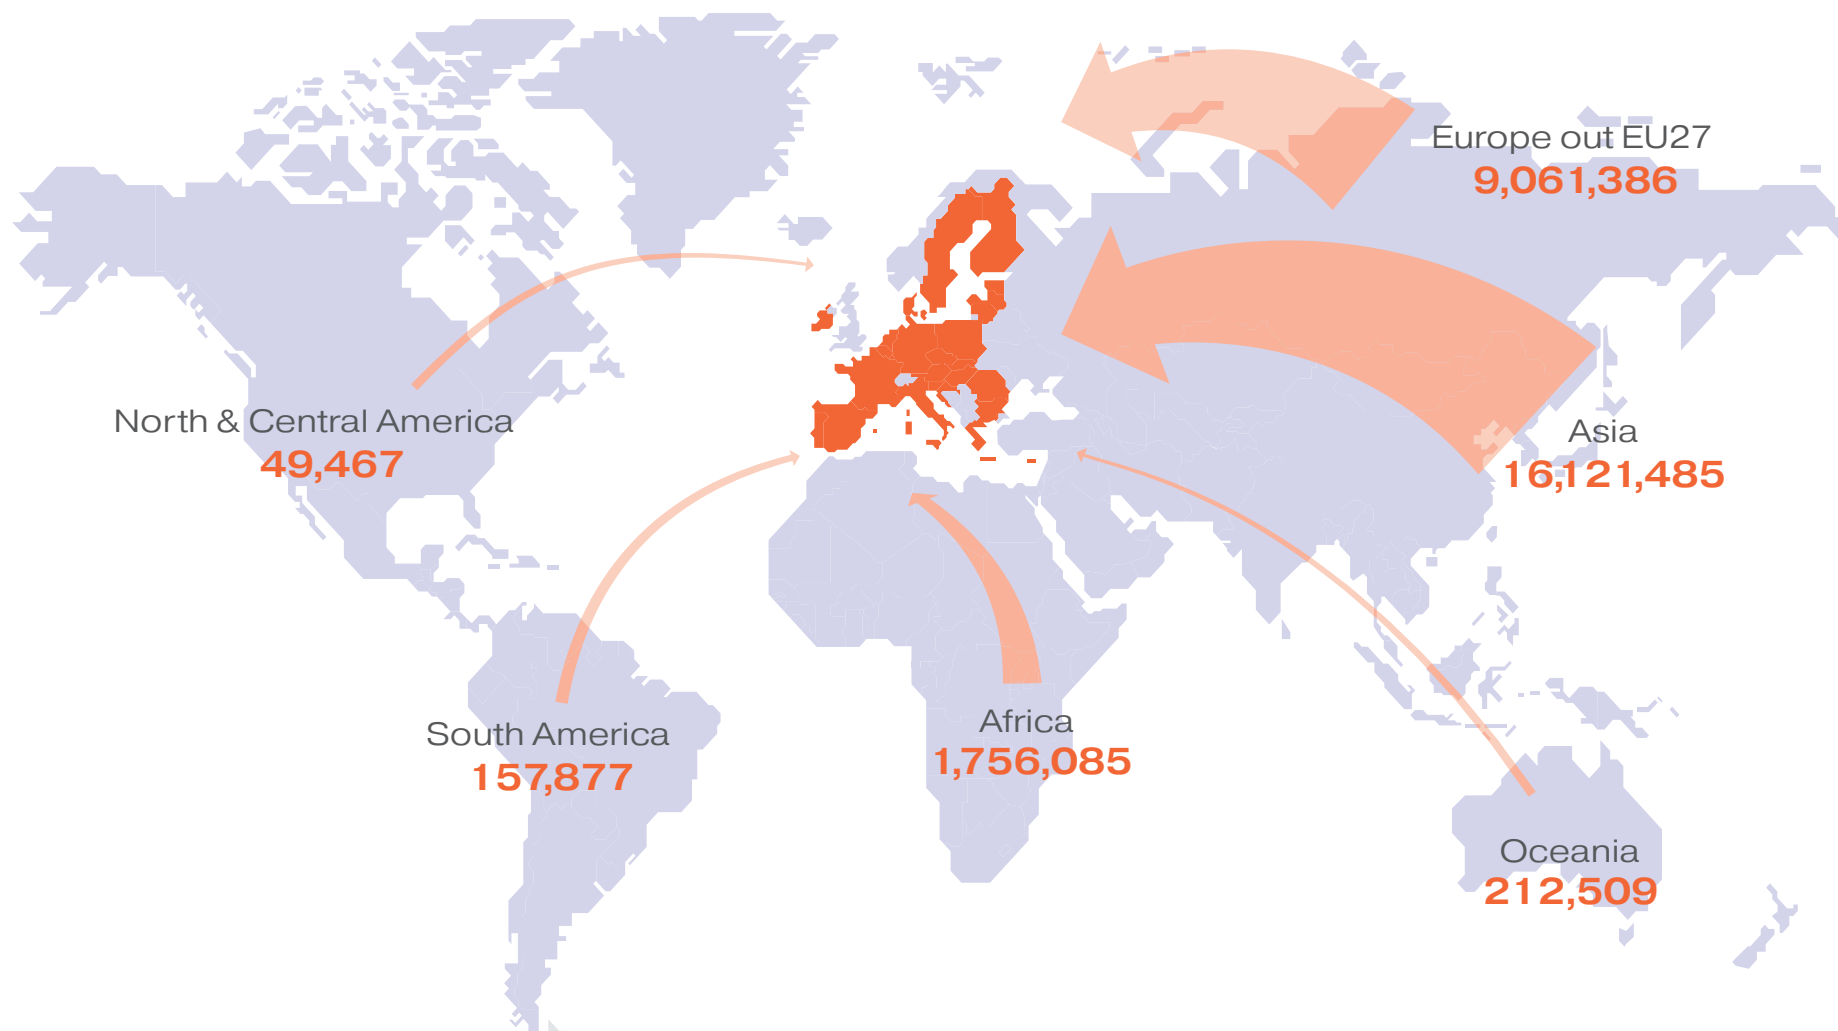 Europe out EU27
9,061,386
North & Central America
49,467
Asia
16,121,485
South America
157,877
Africa
1,756,085
Oceania
212,509